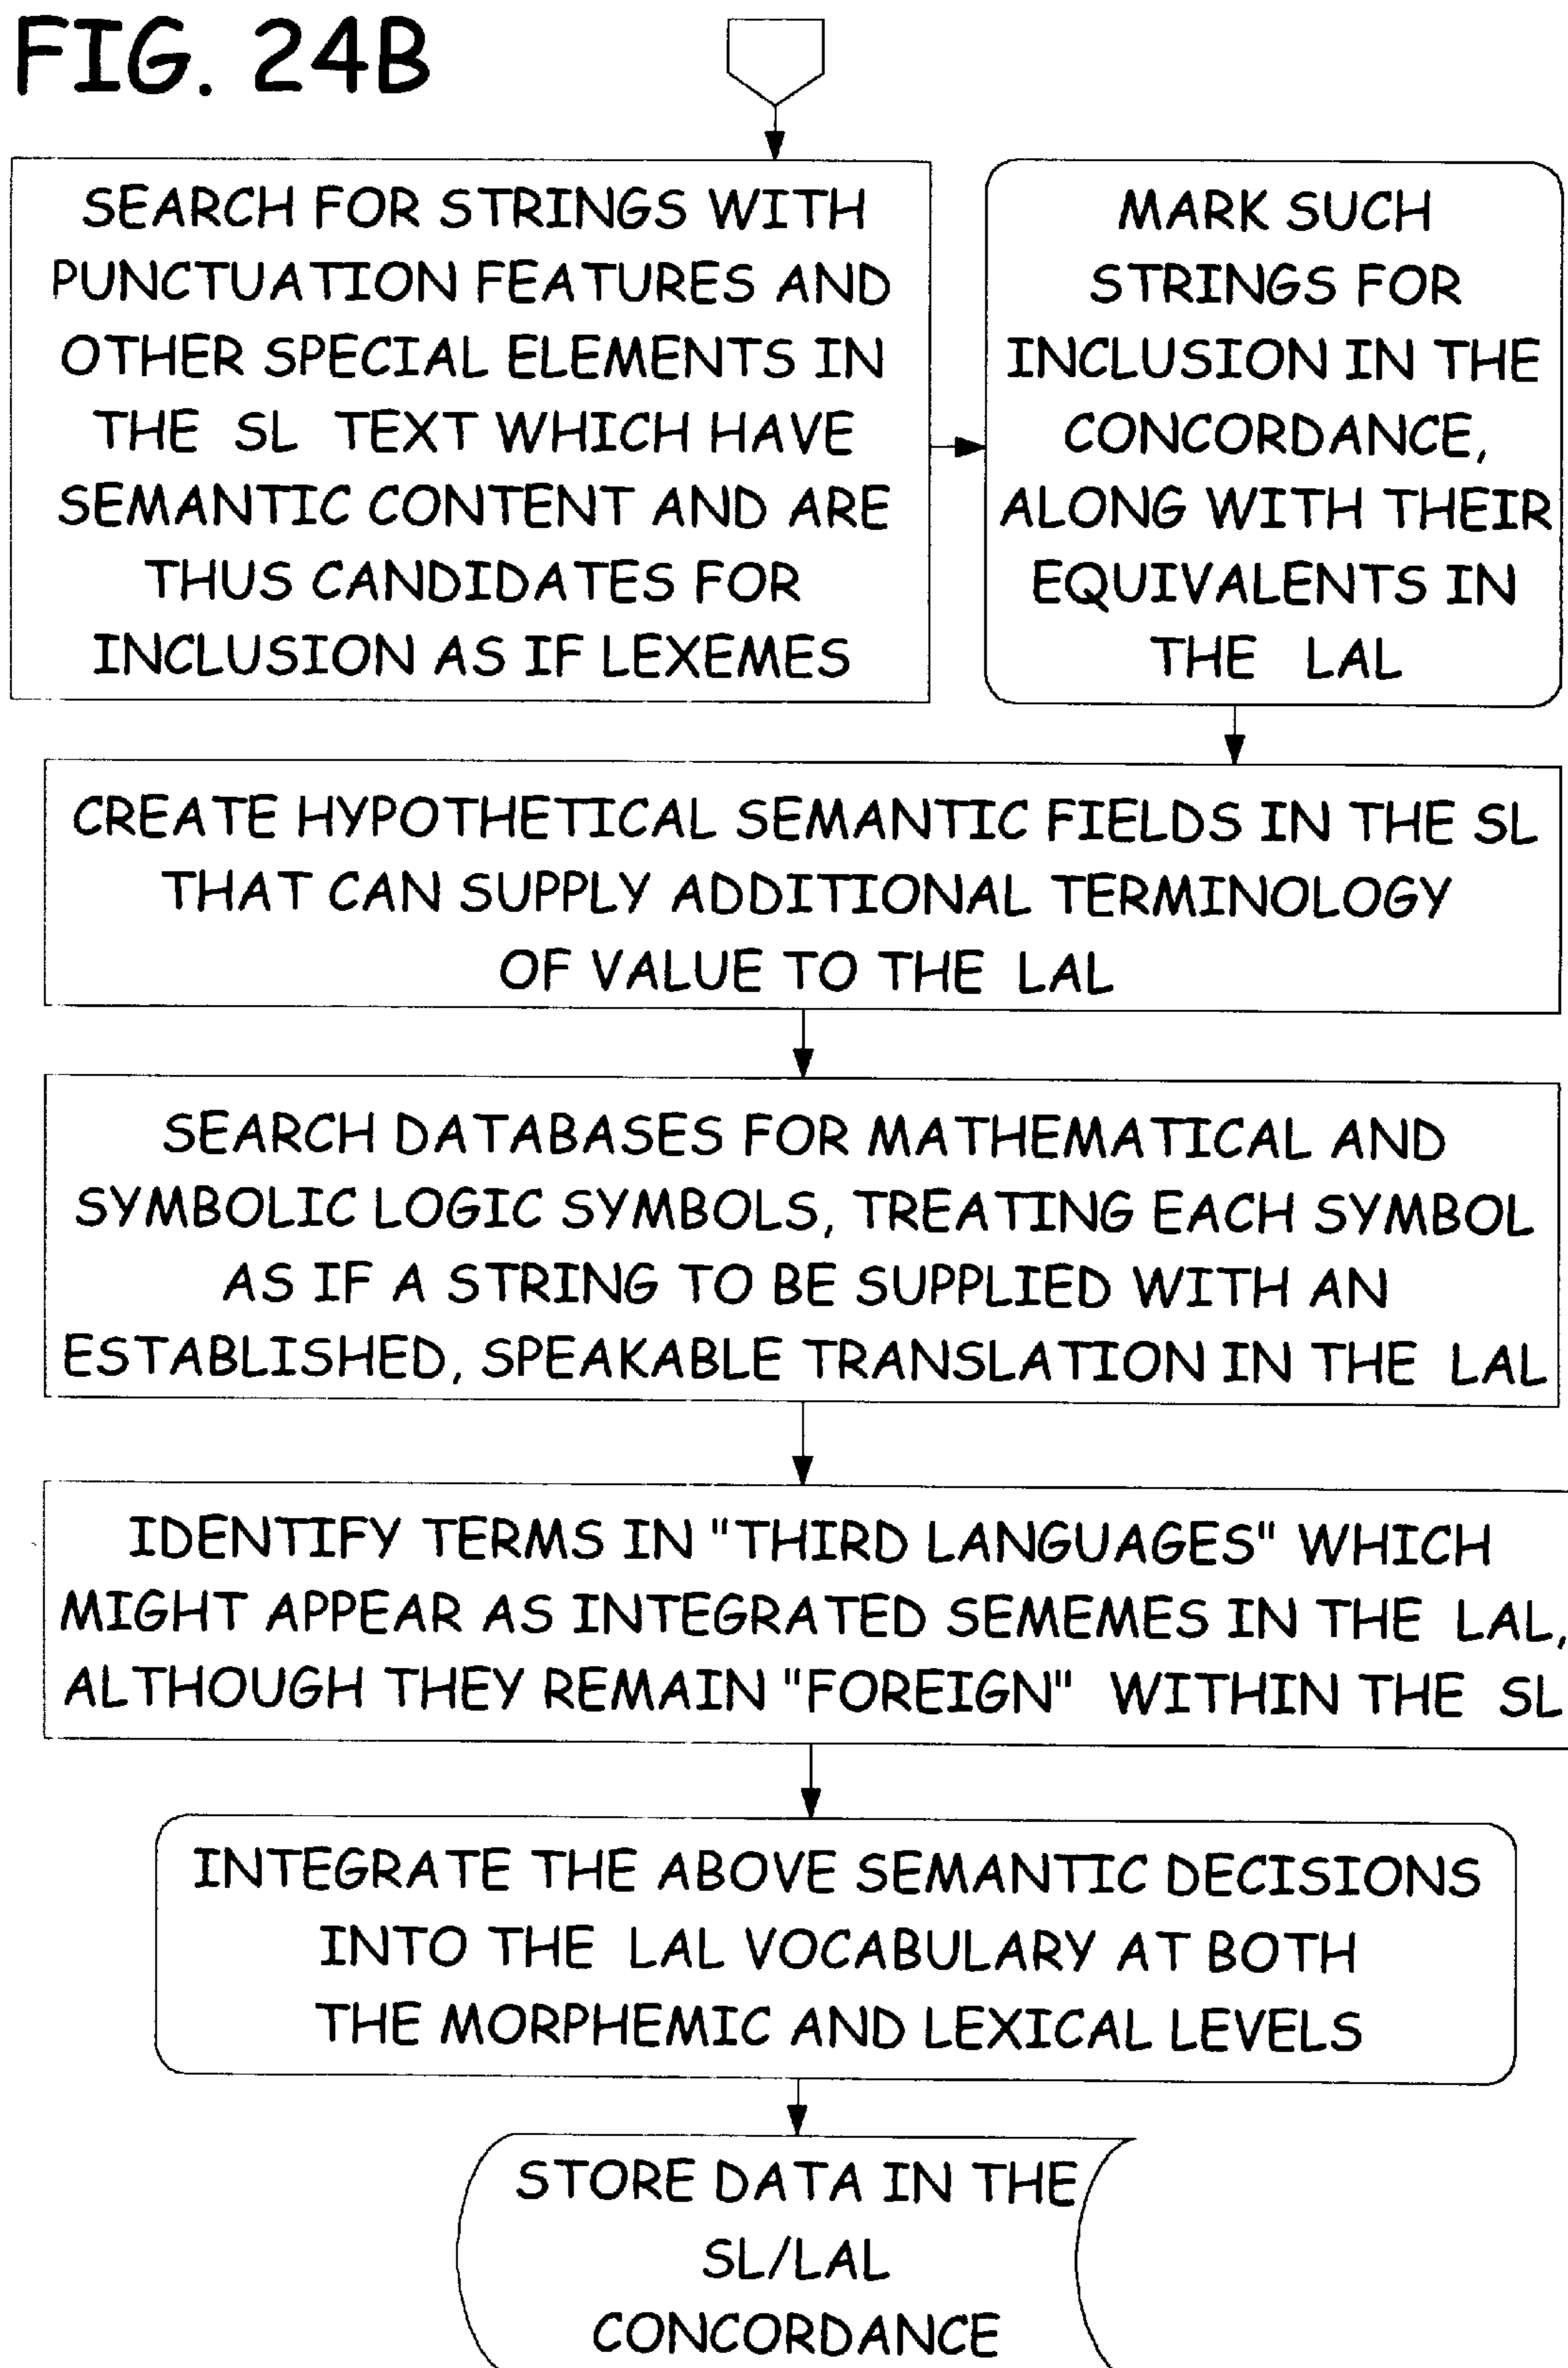 FIG. 24B
SEARCH FOR STRINGS WITH
PUNCTUATION FEATURES AND
OTHER SPECIAL ELEMENTS IN
THE SL TEXT WHICH HAVE
SEMANTIC CONTENT AND ARE
THUS CANDIDATES FOR
INCLUSION AS IF LEXEMES
MARK SUCH
STRINGS FOR
INCLUSION IN THE
CONCORDANCE,
ALONG WITH THEIR
EQUIVALENTS IN
THE LAL
CREATE HYPOTHETICAL SEMANTIC FIELDS IN THE SL
THAT CAN SUPPLY ADDITIONAL TERMINOLOGY
OF VALUE TO THE LAL
SEARCH DATABASES FOR MATHEMATICAL AND
SYMBOLIC LOGIC SYMBOLS, TREATING EACH SYMBOL
AS IF A STRING TO BE SUPPLIED WITH AN
ESTABLISHED, SPEAKABLE TRANSLATION IN THE LAL
IDENTIFY TERMS IN "THIRD LANGUAGES" WHICH
MIGHT APPEAR AS INTEGRATED SEMEMES IN THE LAL,
ALTHOUGH THEY REMAIN "FOREIGN" WITHIN THE SL
INTEGRATE THE ABOVE SEMANTIC DECISIONS
INTO THE LAL VOCABULARY AT BOTH
THE MORPHEMIC AND LEXICAL LEVELS
STORE DATA IN THE
SL/LAL
CONCORDANCE